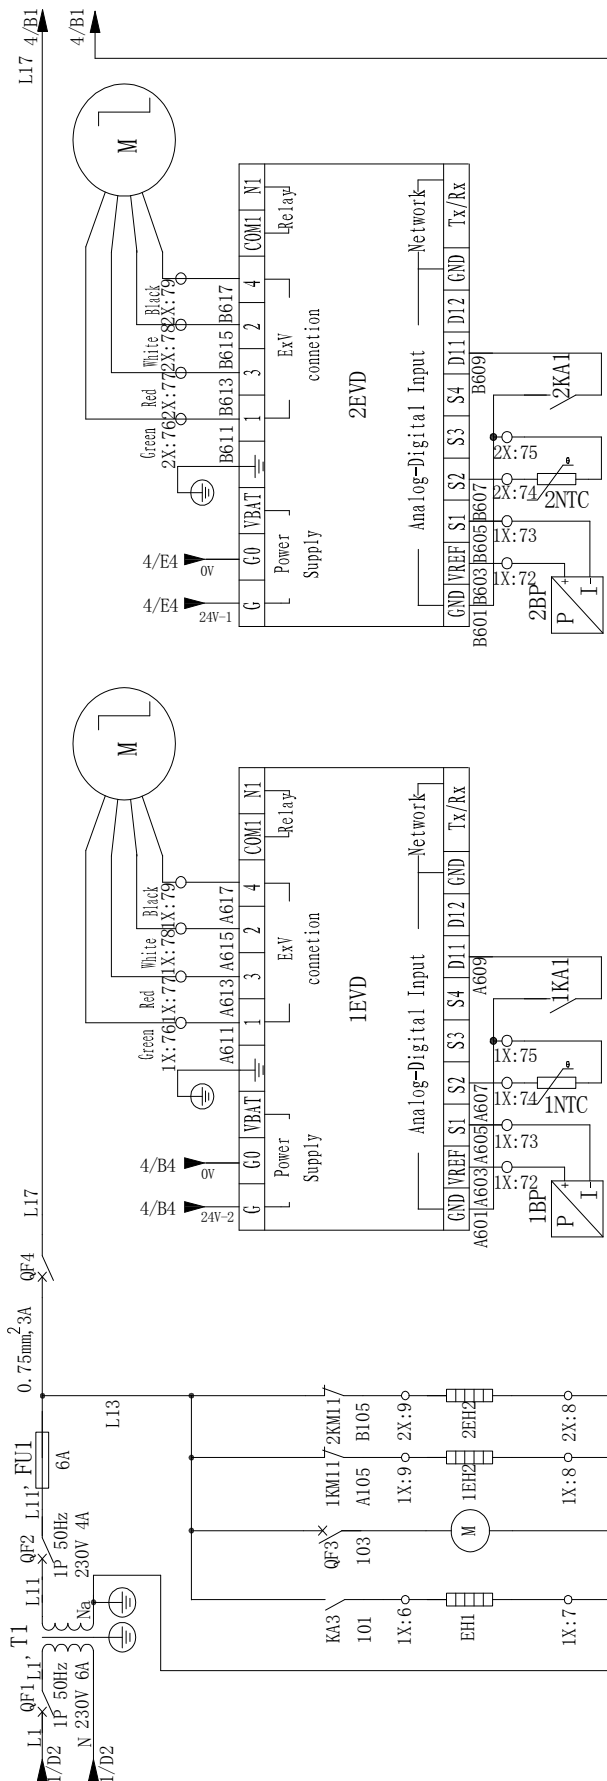 1/D2
1/D2
L1
QF1
1P 50Hz
N 230V 6A
L1'
T1
Na
L11
QF2
1P 50Hz
230V 4A
L11'
FU1
6A
0.75mm², 3A
QF4
L17
L17
4/B1
4/B1
L13
KA3
101
1X:6
EH1
1X:7
QF3
103
M
1KM11
A105
1X:9
1EH2
1X:8
2KM11
B105
2X:9
2EH2
2X:8
M
Green
Red
White
Black
1X:76
1X:77
1X:78
1X:79
A611
A613
A615
A617
4/B4
24V-2
4/B4
0V
G
G0
VBAT
1
3
2
4
COM1
N1
Power
Supply
ExV
connetion
Relay
1EVD
Analog-Digital Input
Network
GND
VREF
S1
S2
S3
S4
D11
D12
GND
Tx/Rx
A601
A603
A605
A607
A609
1X:72
1X:73
1X:74
1X:75
1BP
P
+
I
-
1NTC
θ
1KA1
M
Green
Red
White
Black
2X:76
2X:77
2X:78
2X:79
B611
B613
B615
B617
4/E4
24V-1
4/E4
0V
G
G0
VBAT
1
3
2
4
COM1
N1
Power
Supply
ExV
connetion
Relay
2EVD
Analog-Digital Input
Network
GND
VREF
S1
S2
S3
S4
D11
D12
GND
Tx/Rx
B601
B603
B605
B607
B609
1X:72
1X:73
2X:74
2X:75
2BP
P
+
I
-
2NTC
θ
2KA1